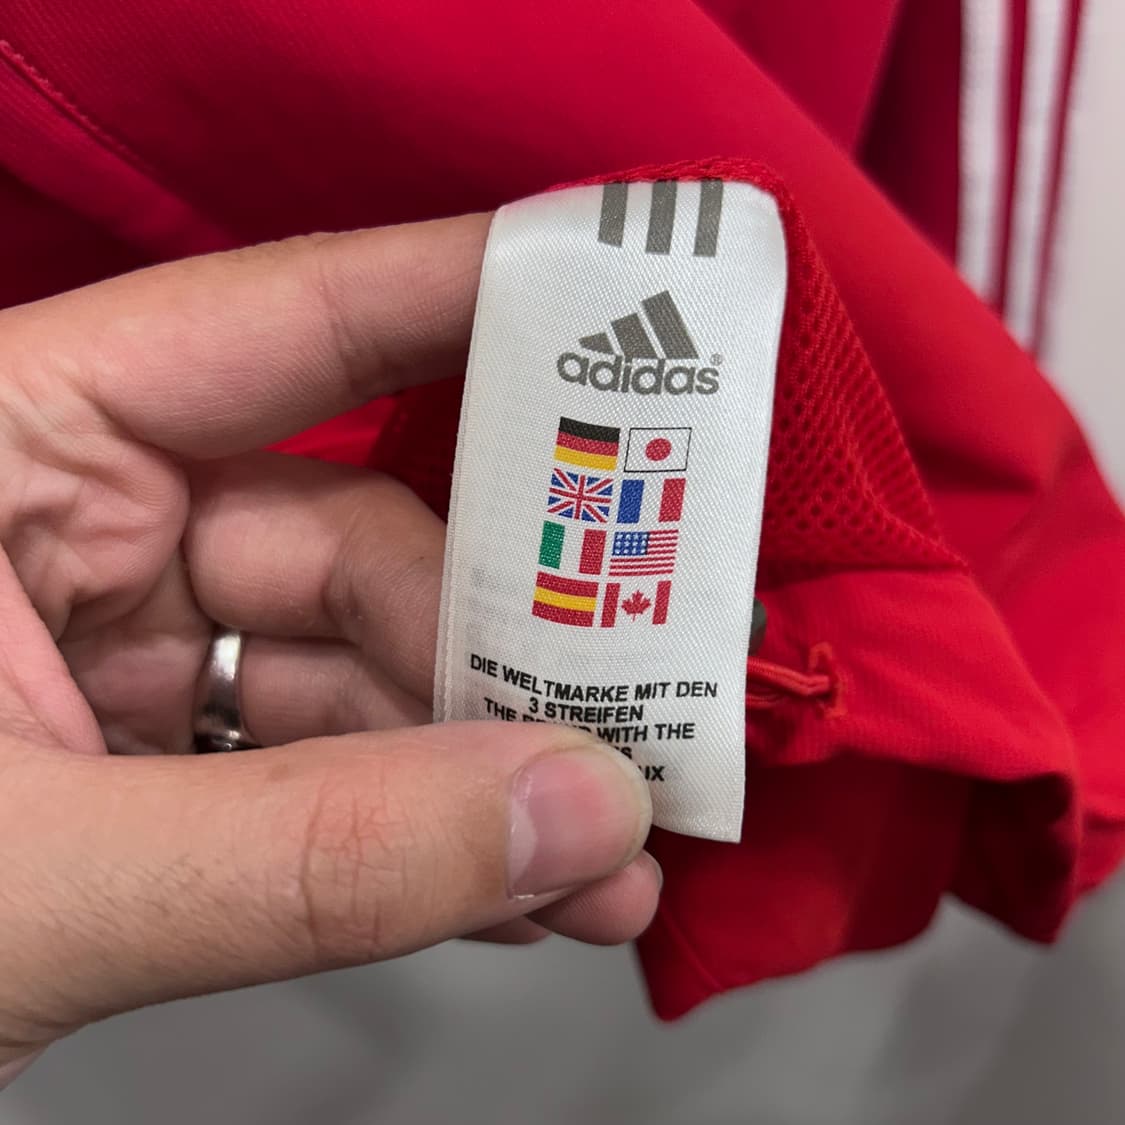 adidas®
DIE WELTMARKE MIT DEN
3 STREIFEN
THE WITH THE